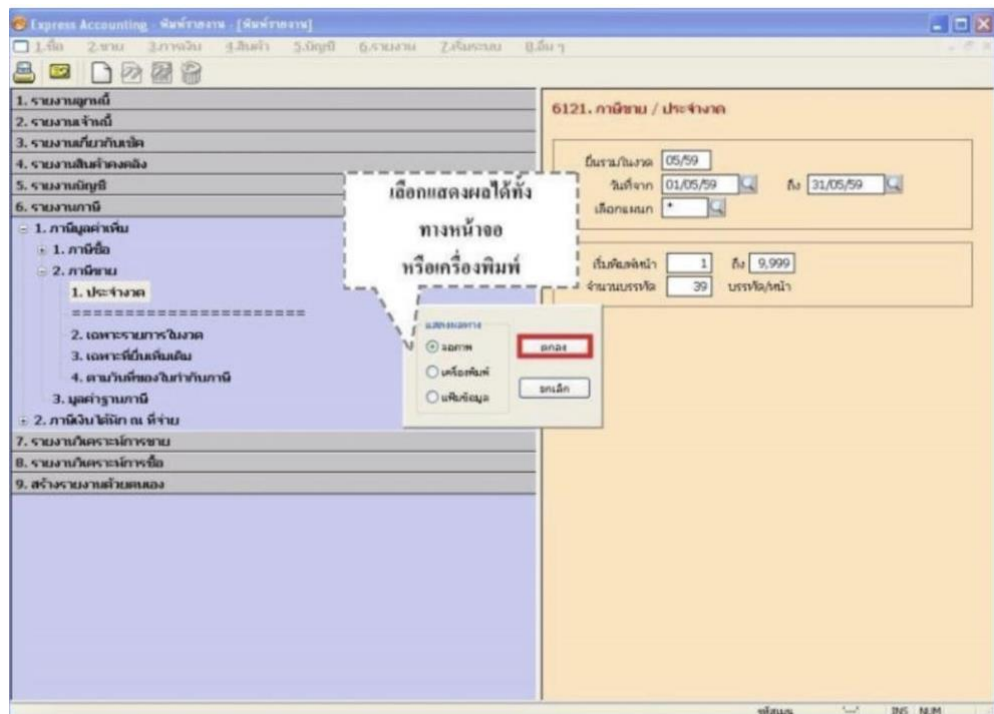 Express Accounting - พิมพ์รายงาน - [พิมพ์รายงาน]
1.ซื้อ 2.ขาย 3.การเงิน 4.สินค้า 5.บัญชี 6.รายงาน 7.เริ่มระบบ 8.อื่น ๆ
1. รายงานลูกหนี้
2. รายงานเจ้าหนี้
3. รายงานเกี่ยวกับเช็ค
4. รายงานสินค้าคงคลัง
5. รายงานบัญชี
6. รายงานภาษี
1. ภาษีมูลค่าเพิ่ม
1. ภาษีซื้อ
2. ภาษีขาย
1. ประจำงวด
======================
2. เฉพาะรายการในงวด
3. เฉพาะที่ยื่นเพิ่มเติม
4. ตามวันที่ของใบกำกับภาษี
3. มูลค่าฐานภาษี
2. ภาษีเงินได้หัก ณ ที่จ่าย
7. รายงานวิเคราะห์การขาย
8. รายงานวิเคราะห์การซื้อ
9. สร้างรายงานด้วยตนเอง
เลือกแสดงผลได้ทั้ง
ทางหน้าจอ
หรือเครื่องพิมพ์
แสดงผลทาง
จอภาพ
เครื่องพิมพ์
แฟ้มข้อมูล
ตกลง
ยกเลิก
6121. ภาษีขาย / ประจำงวด
ยื่นรวมในงวด 05/59
วันที่จาก 01/05/59 ถึง 31/05/59
เลือกแผนก *
เริ่มพิมพ์หน้า 1 ถึง 9,999
จำนวนบรรทัด 39 บรรทัด/หน้า
INS NUM